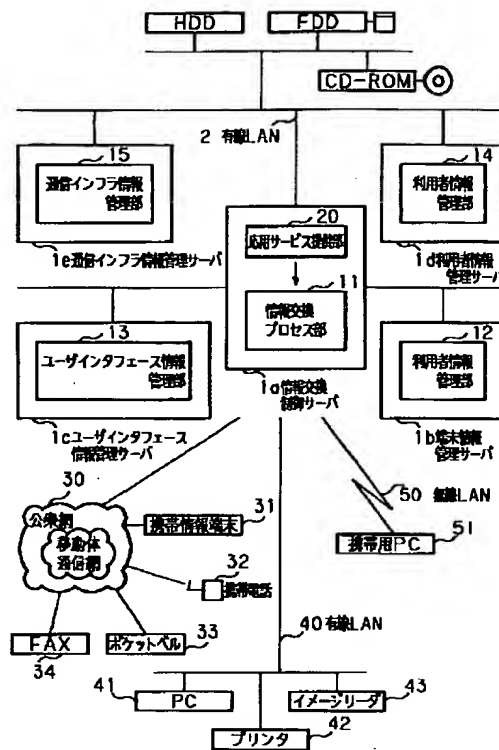 HDD
FDD
CD-ROM
2 有線LAN
15
通信インフラ情報
管理部
1e通信インフラ情報管理サーバ
14
利用者情報
管理部
1d利用者情報
管理サーバ
20
応用サービス提供部
11
情報交換
プロセス部
1a情報交換
制御サーバ
13
ユーザインタフェース情報
管理部
1cユーザインタフェース
情報管理サーバ
12
利用者情報
管理部
1b端末情報
管理サーバ
30
公衆網
移動体
通信網
31
携帯情報端末
32
携帯電話
33
ポケットベル
FAX
34
50 無線LAN
携帯用PC
51
40 有線LAN
41
PC
43
イメージリーダ
プリンタ
42